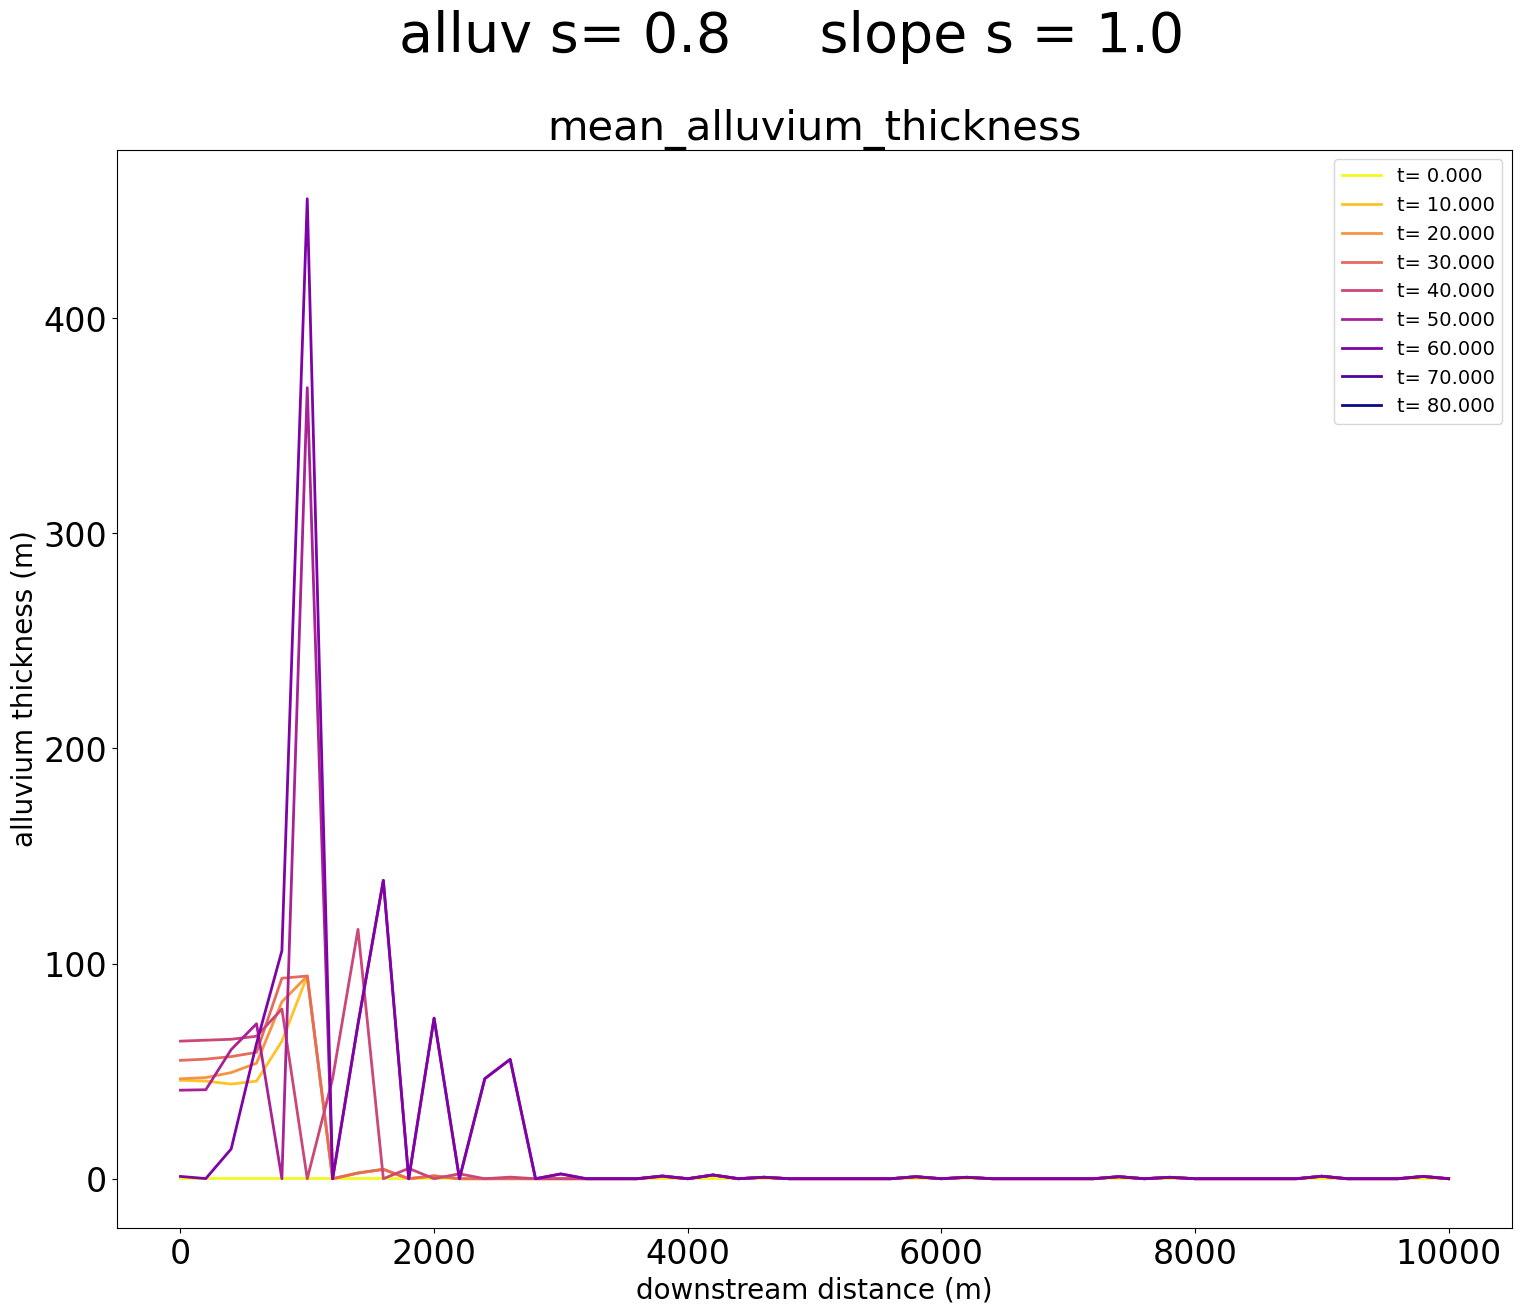 alluv s= 0.8     slope s = 1.0
mean_alluvium_thickness
t= 0.000
t= 10.000
t= 20.000
t= 30.000
t= 40.000
t= 50.000
t= 60.000
t= 70.000
t= 80.000
alluvium thickness (m)
400
300
200
100
0
0 2000 4000 6000 8000 10000
downstream distance (m)